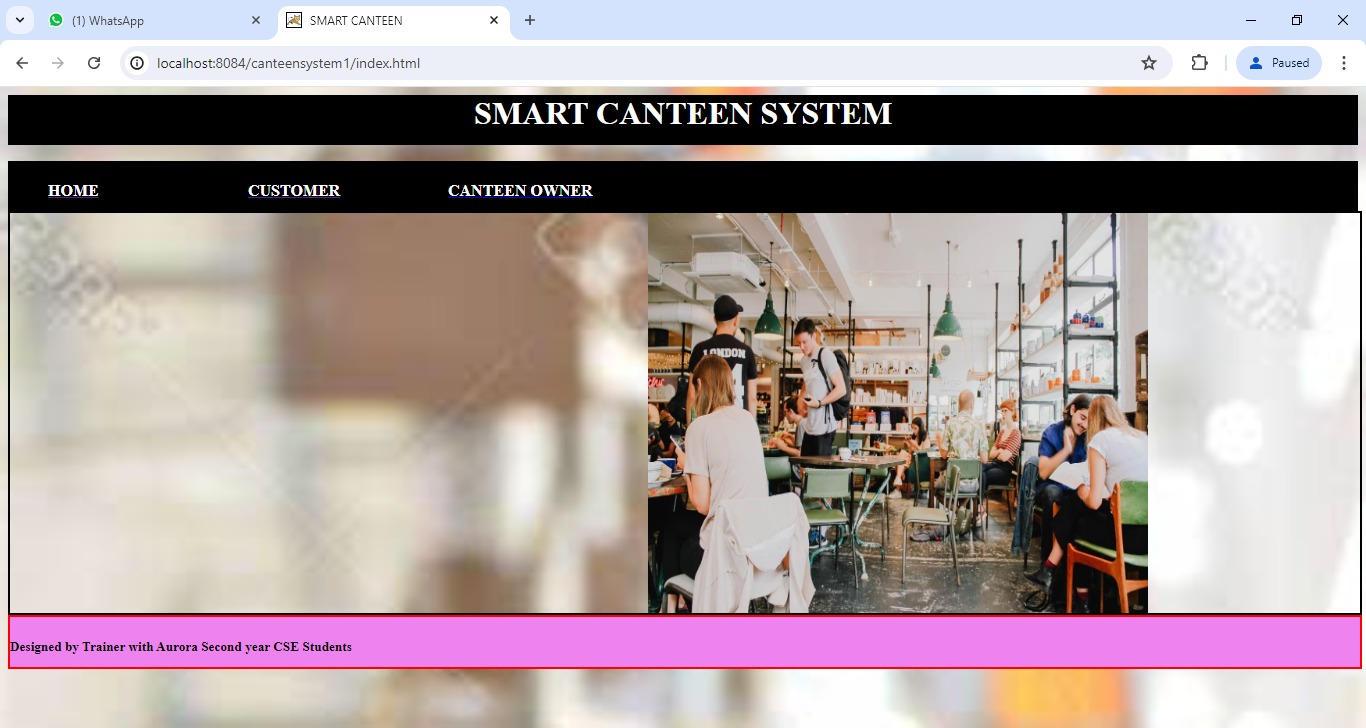 (1) WhatsApp
SMART CANTEEN
localhost:8084/canteensystem1/index.html
Paused
SMART CANTEEN SYSTEM
HOME
CUSTOMER
CANTEEN OWNER
LONDON
Designed by Trainer with Aurora Second year CSE Students